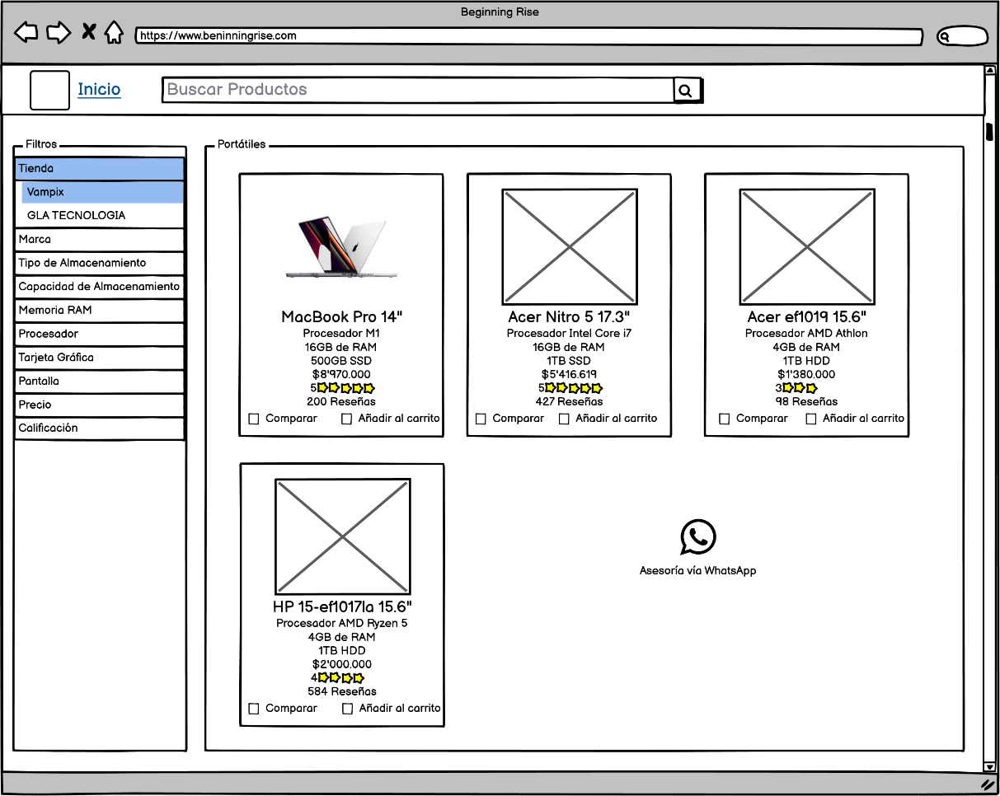 Beginning Rise
https://www.beninningrise.com
Inicio
Buscar Productos
Filtros
Tienda
Vampix
GLA TECNOLOGIA
Marca
Tipo de Almacenamiento
Capacidad de Almacenamiento
Memoria RAM
Procesador
Tarjeta Gráfica
Pantalla
Precio
Calificación
Portátiles
MacBook Pro 14"
Procesador M1
16GB de RAM
500GB SSD
$8'970.000
5
200 Reseñas
Comparar
Añadir al carrito
Acer Nitro 5 17.3"
Procesador Intel Core i7
16GB de RAM
1TB SSD
$5'416.619
5
427 Reseñas
Comparar
Añadir al carrito
Acer ef1019 15.6"
Procesador AMD Athlon
4GB de RAM
1TB HDD
$1'380.000
3
98 Reseñas
Comparar
Añadir al carrito
HP 15-ef1017la 15.6"
Procesador AMD Ryzen 5
4GB de RAM
1TB HDD
$2'000.000
4
584 Reseñas
Comparar
Añadir al carrito
Asesoría vía WhatsApp